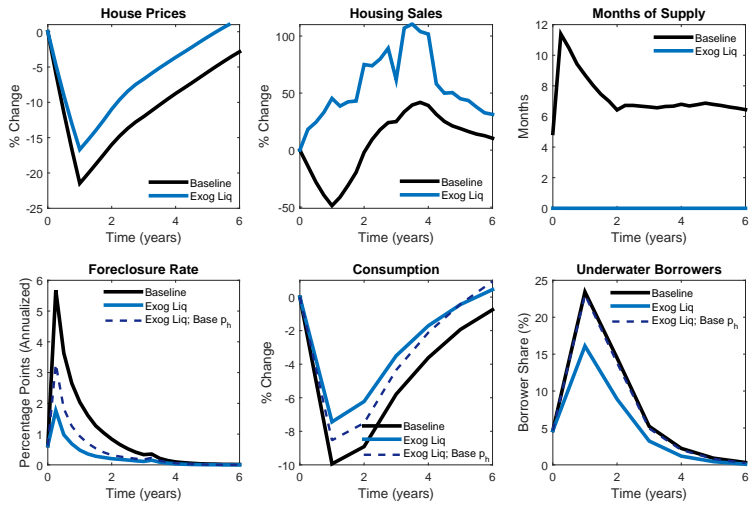 House Prices
0
-5
-10
-15
-20
-25
% Change
0 2 4 6
Time (years)
Baseline
Exog Liq
Housing Sales
100
50
0
-50
% Change
0 2 4 6
Time (years)
Baseline
Exog Liq
Months of Supply
12
10
8
6
4
2
0
Months
0 2 4 6
Time (years)
Baseline
Exog Liq
Foreclosure Rate
6
5
4
3
2
1
0
Percentage Points (Annualized)
0 2 4 6
Time (years)
Baseline
Exog Liq
Exog Liq; Base p_h
Consumption
0
-2
-4
-6
-8
-10
% Change
0 2 4 6
Time (years)
Baseline
Exog Liq
Exog Liq; Base p_h
Underwater Borrowers
25
20
15
10
5
0
Borrower Share (%)
0 2 4 6
Time (years)
Baseline
Exog Liq
Exog Liq; Base p_h